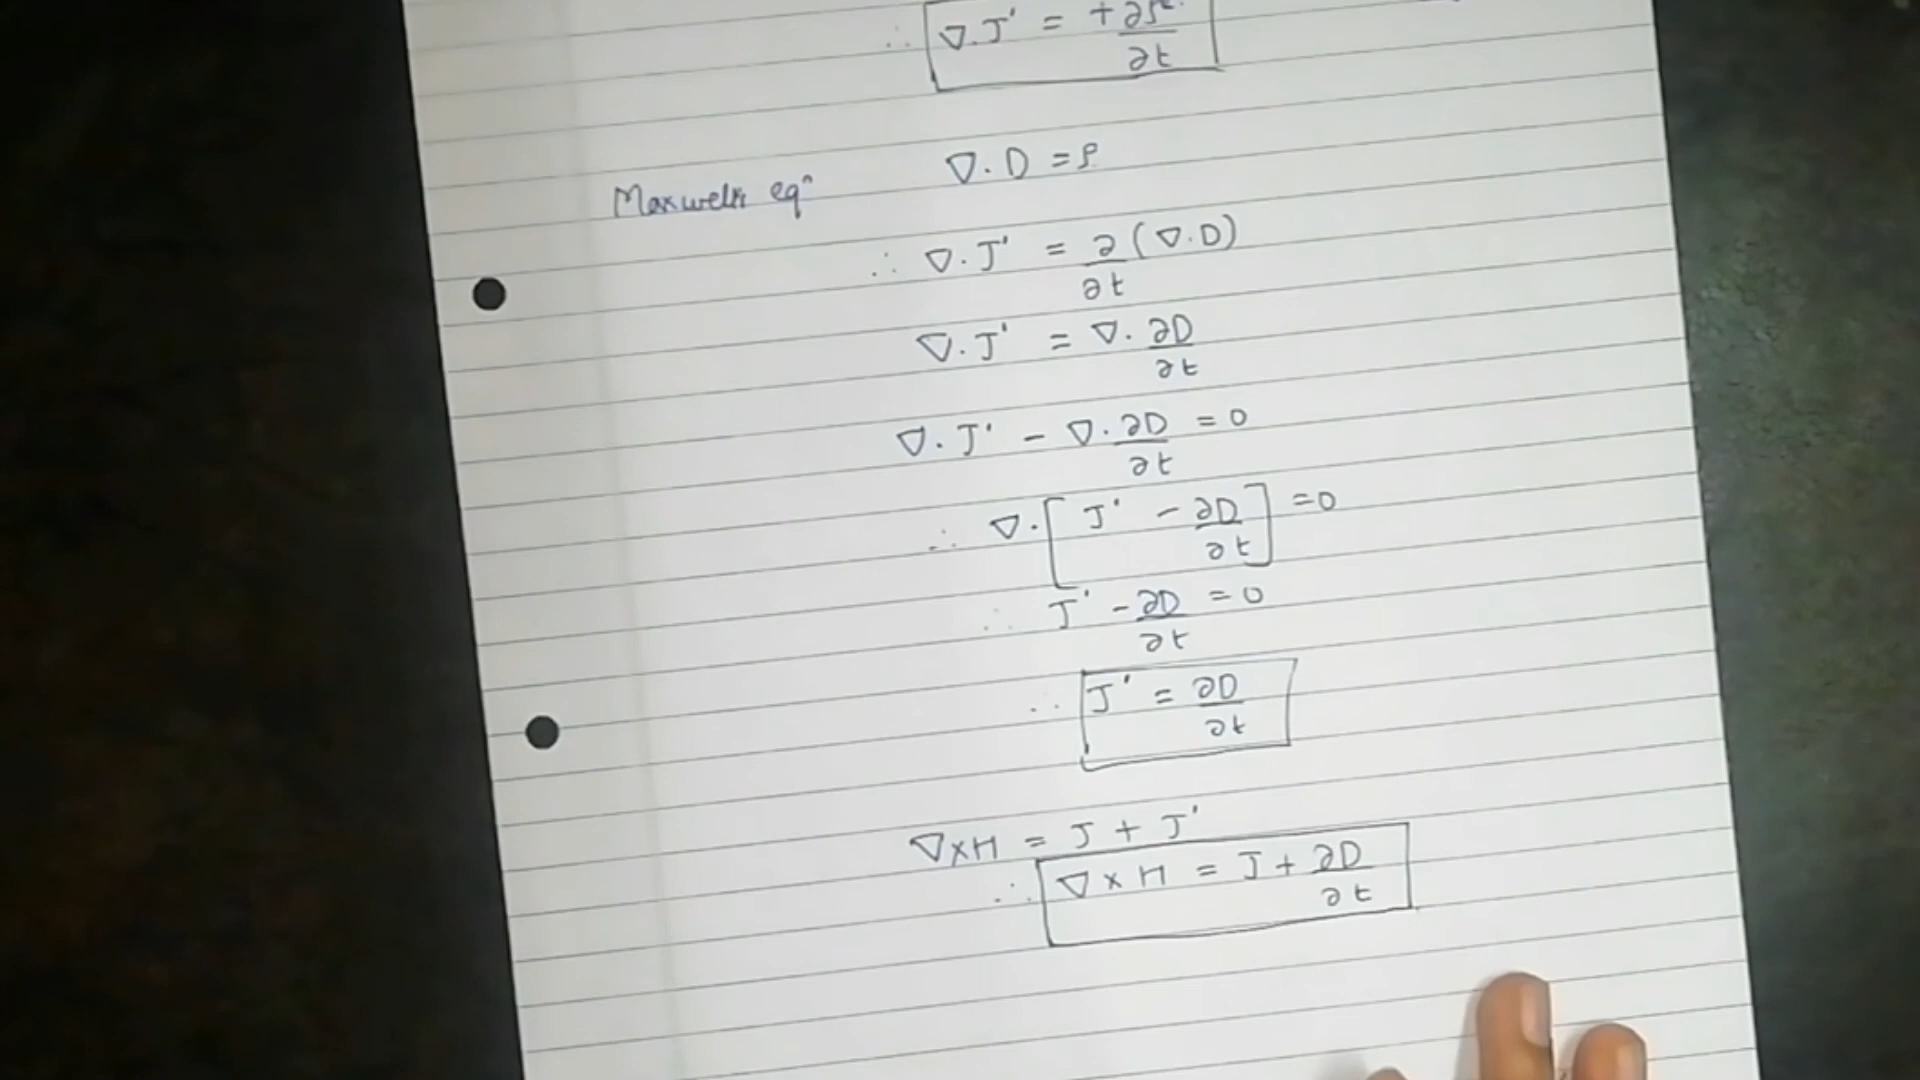 ∴ ∇.J' = +∂ρ / ∂t
Maxwells eqⁿ ∇.D = ρ
∴ ∇.J' = ∂/∂t (∇.D)
∇.J' = ∇.∂D/∂t
∇.J' - ∇.∂D/∂t = 0
∴ ∇.[J' - ∂D/∂t] = 0
∴ J' - ∂D/∂t = 0
∴ J' = ∂D/∂t
∇×H = J + J'
∴ ∇×H = J + ∂D/∂t